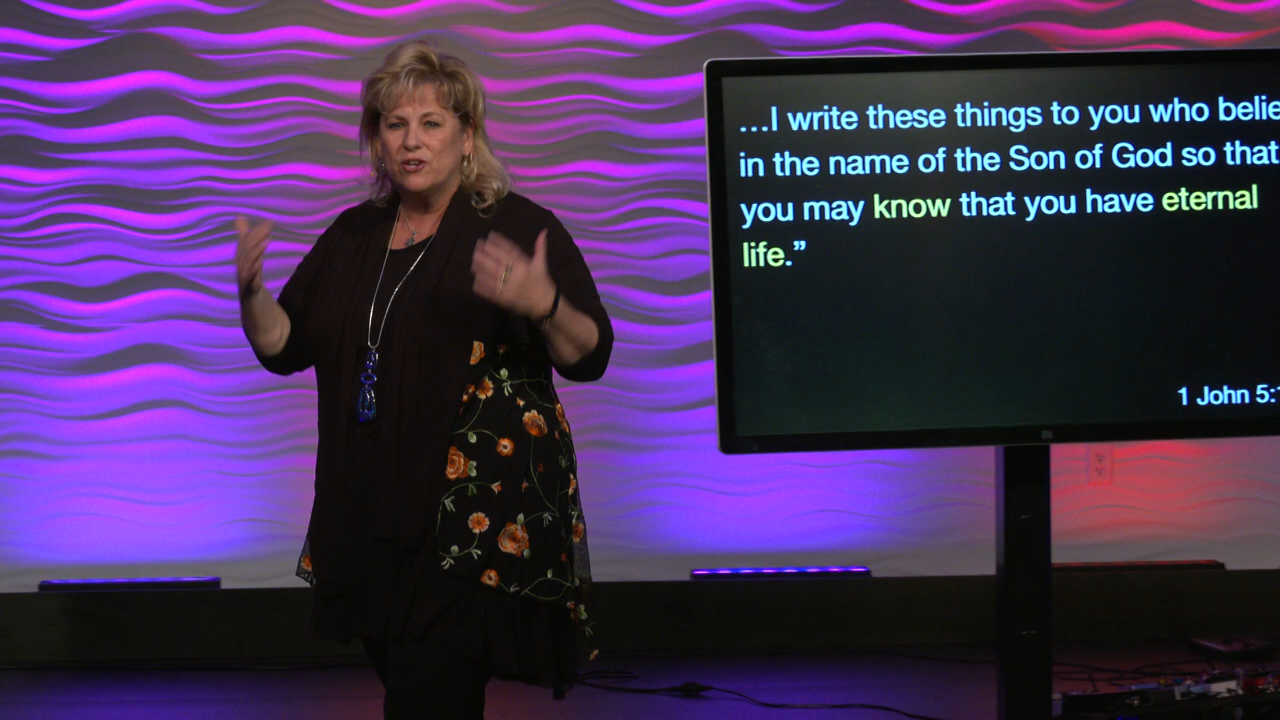 ...I write these things to you who belie
in the name of the Son of God so that
you may know that you have eternal
life.”
1 John 5:1